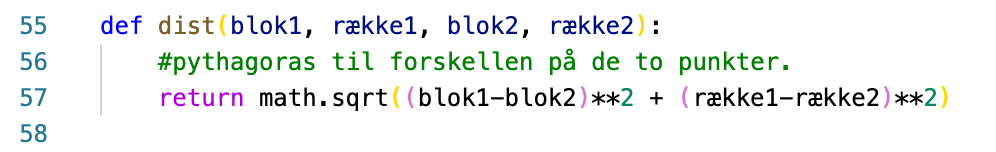 55 def dist(blok1, række1, blok2, række2):
56 #pythagoras til forskellen på de to punkter.
57 return math.sqrt((blok1-blok2)**2 + (række1-række2)**2)
58